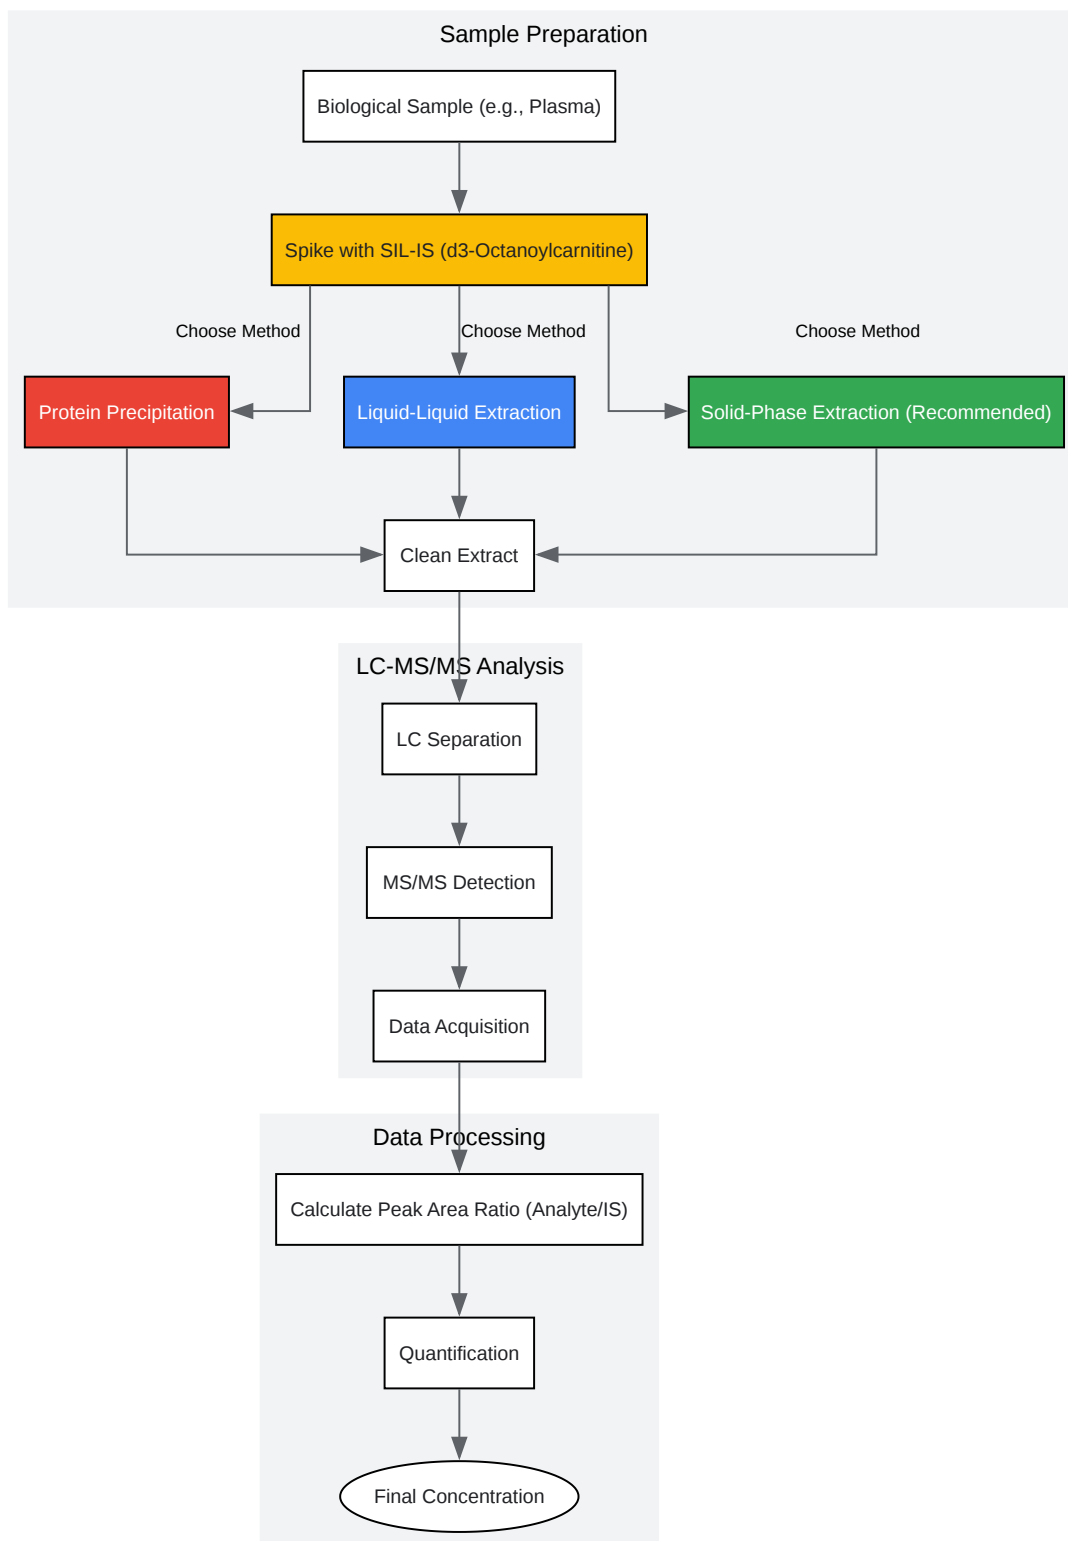 Sample Preparation
Biological Sample (e.g., Plasma)
Spike with SIL-IS (d3-Octanoylcarnitine)
Choose Method
Choose Method
Choose Method
Protein Precipitation
Liquid-Liquid Extraction
Solid-Phase Extraction (Recommended)
Clean Extract
LC-MS/MS Analysis
LC Separation
MS/MS Detection
Data Acquisition
Data Processing
Calculate Peak Area Ratio (Analyte/IS)
Quantification
Final Concentration